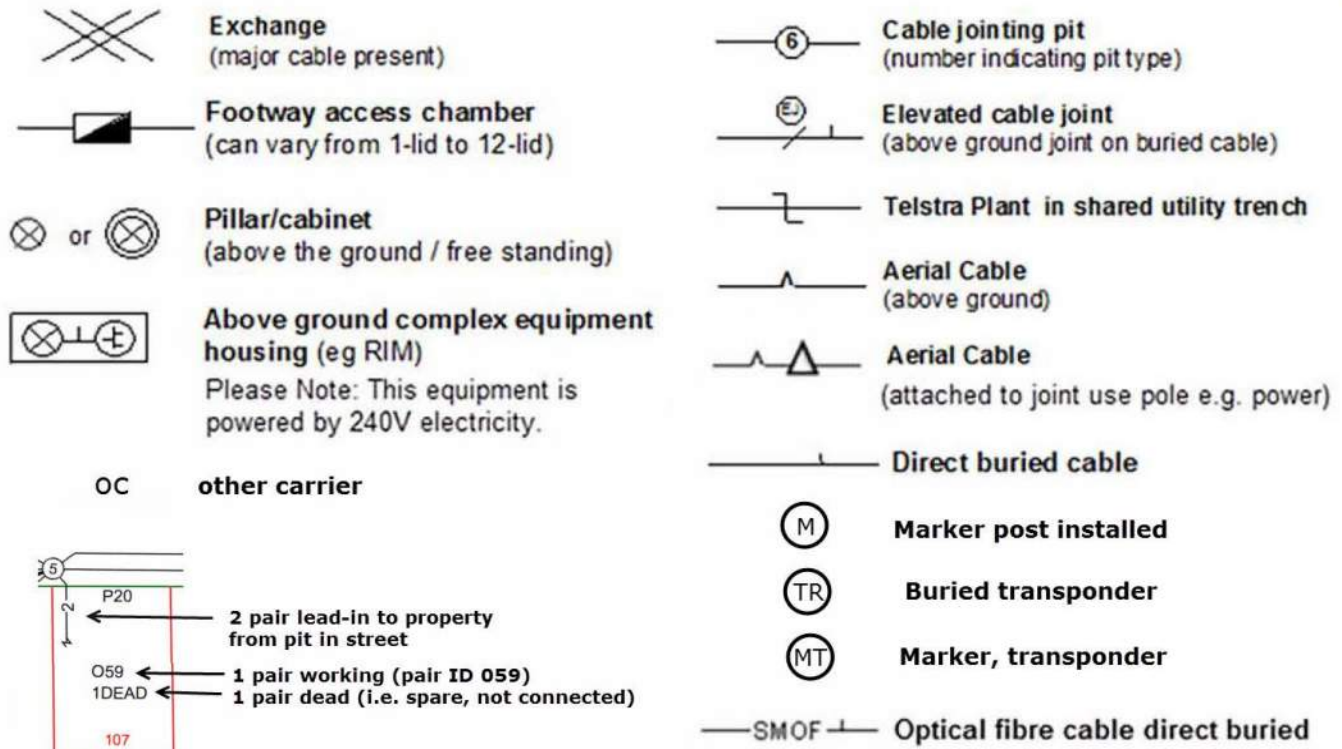 Exchange
(major cable present)
Footway access chamber
(can vary from 1-lid to 12-lid)
or
Pillar/cabinet
(above the ground / free standing)
Above ground complex equipment
housing (eg RIM)
Please Note: This equipment is
powered by 240V electricity.
OC other carrier
5
P20
2
2 pair lead-in to property
from pit in street
O59
1 pair working (pair ID 059)
1DEAD
1 pair dead (i.e. spare, not connected)
107
6
Cable jointing pit
(number indicating pit type)
EJ
Elevated cable joint
(above ground joint on buried cable)
Telstra Plant in shared utility trench
Aerial Cable
(above ground)
Aerial Cable
(attached to joint use pole e.g. power)
Direct buried cable
M Marker post installed
TR Buried transponder
MT Marker, transponder
SMOF Optical fibre cable direct buried